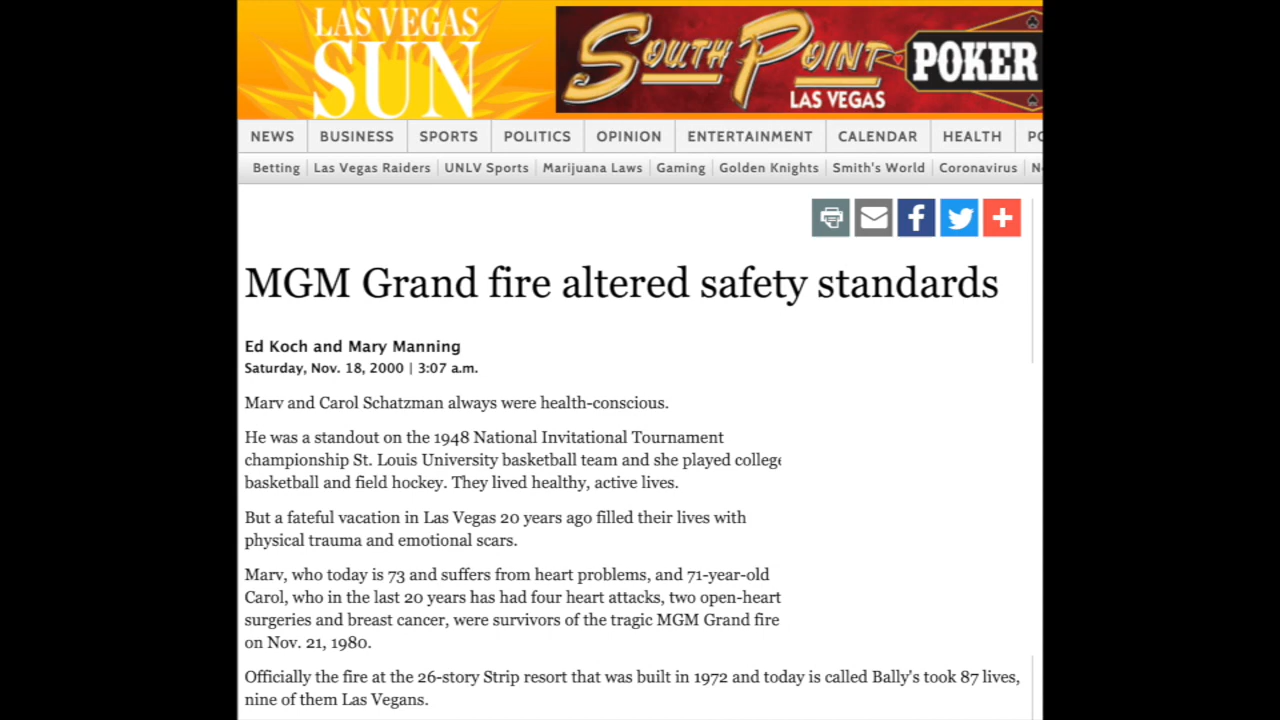 LAS VEGAS
SUN
SOUTH POINT
LAS VEGAS
POKER
NEWS BUSINESS SPORTS POLITICS OPINION ENTERTAINMENT CALENDAR HEALTH
Betting Las Vegas Raiders UNLV Sports Marijuana Laws Gaming Golden Knights Smith's World Coronavirus
MGM Grand fire altered safety standards
Ed Koch and Mary Manning
Saturday, Nov. 18, 2000 | 3:07 a.m.
Marv and Carol Schatzman always were health-conscious.
He was a standout on the 1948 National Invitational Tournament
championship St. Louis University basketball team and she played college
basketball and field hockey. They lived healthy, active lives.
But a fateful vacation in Las Vegas 20 years ago filled their lives with
physical trauma and emotional scars.
Marv, who today is 73 and suffers from heart problems, and 71-year-old
Carol, who in the last 20 years has had four heart attacks, two open-heart
surgeries and breast cancer, were survivors of the tragic MGM Grand fire
on Nov. 21, 1980.
Officially the fire at the 26-story Strip resort that was built in 1972 and today is called Bally's took 87 lives,
nine of them Las Vegans.